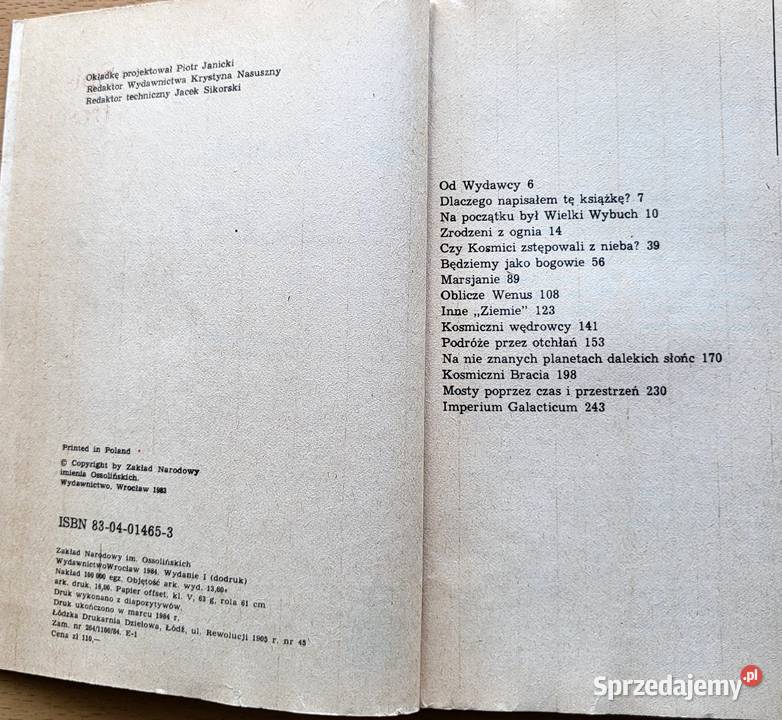 Okładkę projektował Piotr Janicki
Redaktor Wydawnictwa Krystyna Nasuszny
Redaktor techniczny Jacek Sikorski
Printed in Poland
© Copyright by Zakład Narodowy
imienia Ossolińskich.
Wydawnictwo, Wrocław 1983
ISBN 83-04-01465-3
Zakład Narodowy im. Ossolińskich
WydawnictwoWrocław 1984. Wydanie I (dodruk)
Nakład 100 000 egz. Objętość ark. wyd. 13,60;
ark. druk. 16,00. Papier offset. kl. V, 63 g, rola 61 cm
Druk wykonano z diapozytywów.
Druk ukończono w marcu 1984 r.
Łódzka Drukarnia Dziełowa, Łódź, ul. Rewolucji 1905 r. nr 45
Zam. nr 264/1100/84. E-1
Cena zł 110,—
Od Wydawcy 6
Dlaczego napisałem tę książkę? 7
Na początku był Wielki Wybuch 10
Zrodzeni z ognia 14
Czy Kosmici zstępowali z nieba? 39
Będziemy jako bogowie 56
Marsjanie 89
Oblicze Wenus 108
Inne „Ziemie" 123
Kosmiczni wędrowcy 141
Podróże przez otchłań 153
Na nie znanych planetach dalekich słońc 170
Kosmiczni Bracia 198
Mosty poprzez czas i przestrzeń 230
Imperium Galacticum 243
Sprzedajemy.pl